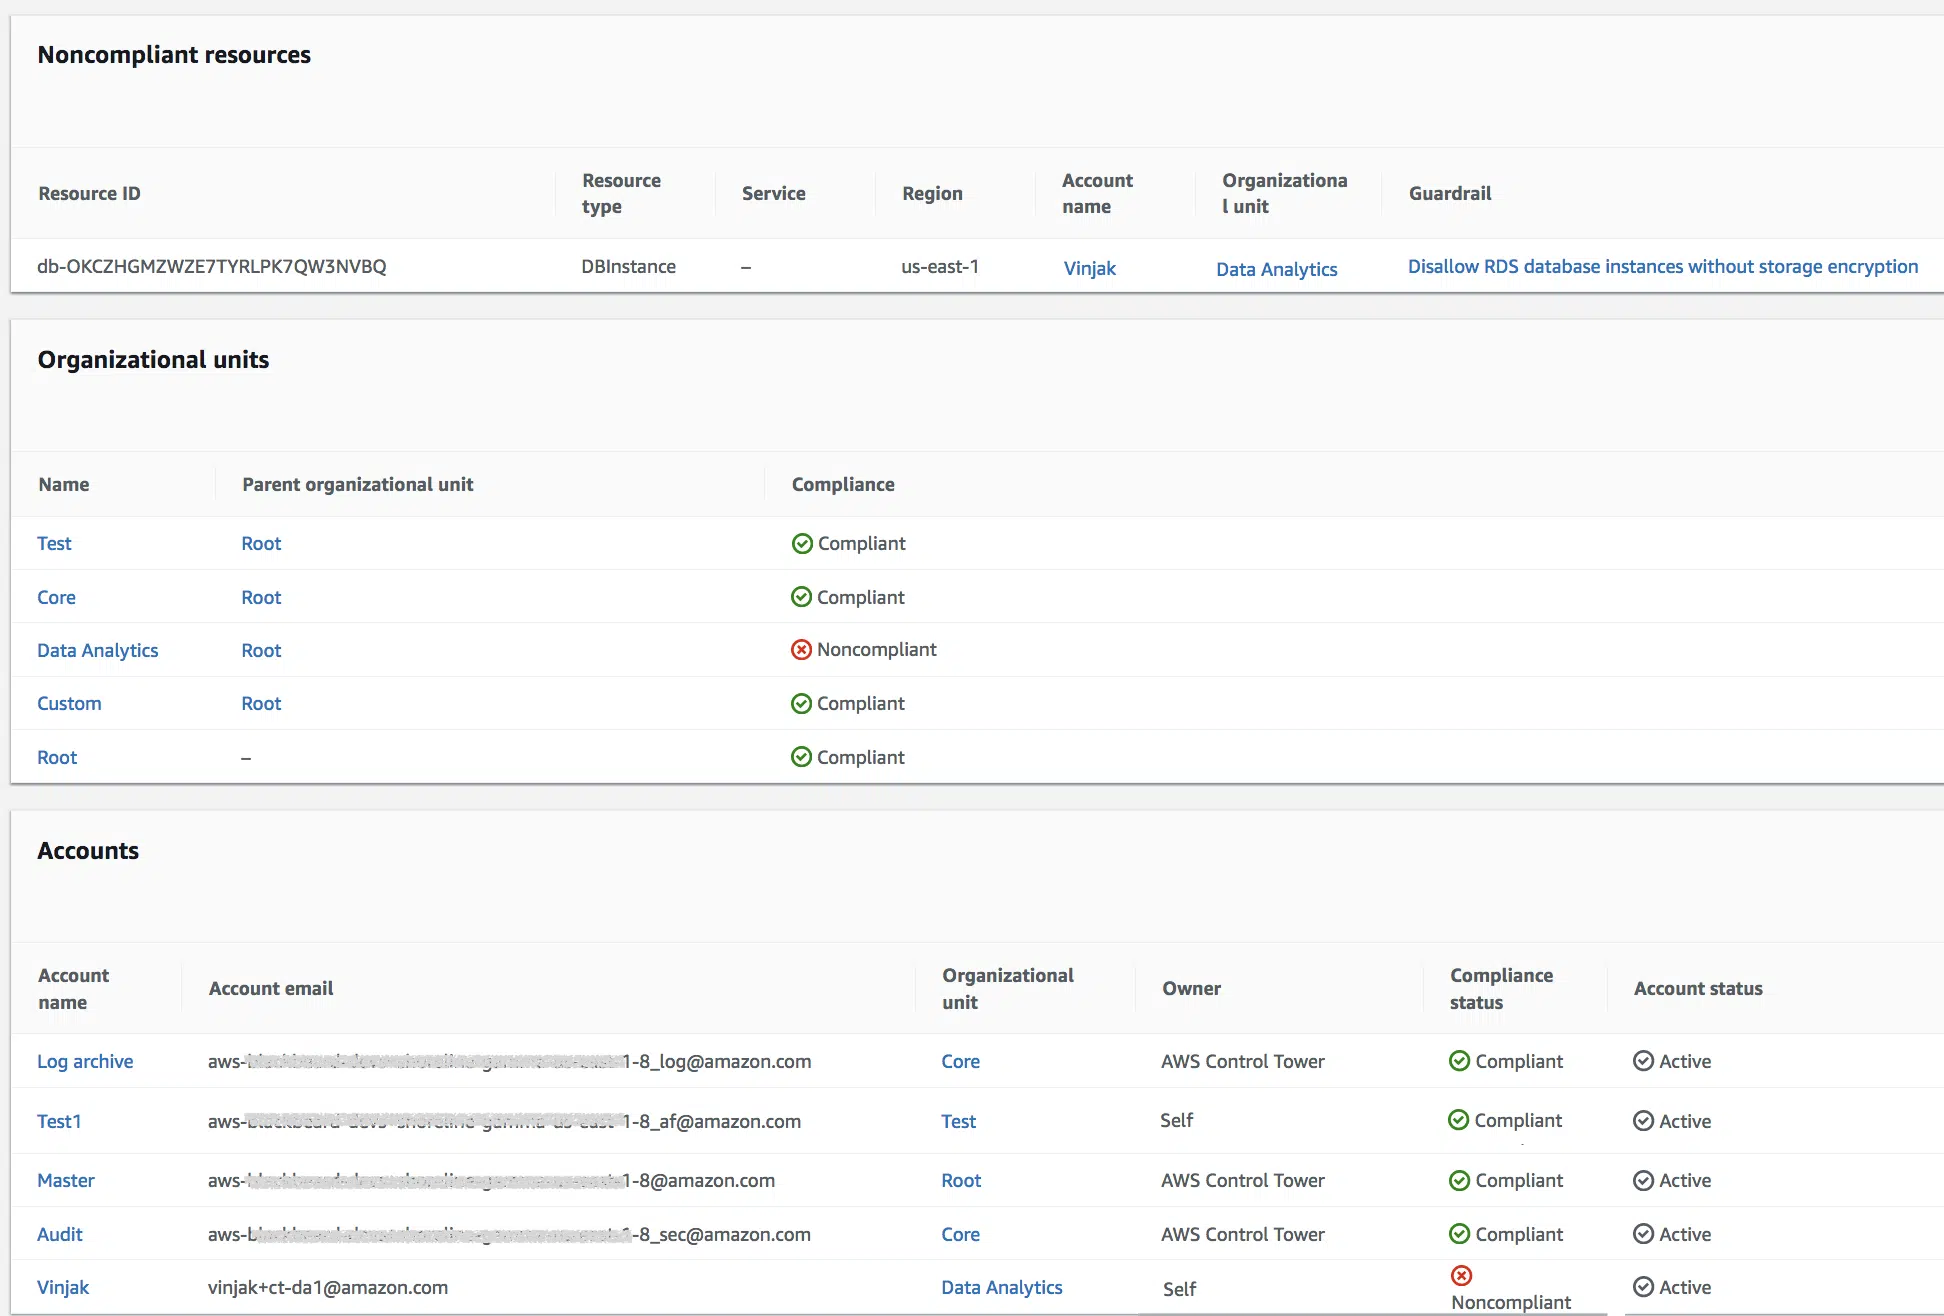 Noncompliant resources
Resource ID Resource type Service Region Account name Organizationa l unit Guardrail
db-OKCZHGMZWZE7TYRLPK7QW3NVBQ DBInstance – us-east-1 Vinjak Data Analytics Disallow RDS database instances without storage encryption
Organizational units
Name Parent organizational unit Compliance
Test Root Compliant
Core Root Compliant
Data Analytics Root Noncompliant
Custom Root Compliant
Root – Compliant
Accounts
Account name Account email Organizational unit Owner Compliance status Account status
Log archive aws- 1-8_log@amazon.com Core AWS Control Tower Compliant Active
Test1 aws- 1-8_af@amazon.com Test Self Compliant Active
Master aws- 1-8@amazon.com Root AWS Control Tower Compliant Active
Audit aws- -8_sec@amazon.com Core AWS Control Tower Compliant Active
Vinjak vinjak+ct-da1@amazon.com Data Analytics Self Noncompliant Active